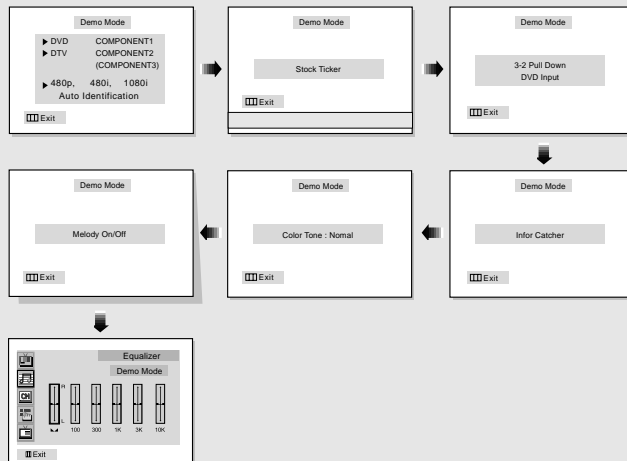 Demo Mode
DVD COMPONENT1
DTV COMPONENT2
(COMPONENT3)
480p, 480i, 1080i
Auto Identification
Exit
Demo Mode
Stock Ticker
Exit
Demo Mode
3-2 Pull Down
DVD Input
Exit
Demo Mode
Infor Catcher
Exit
Demo Mode
Color Tone : Nomal
Exit
Demo Mode
Melody On/Off
Exit
Equalizer
Demo Mode
R
L
CH
100 300 1K 3K 10K
Exit